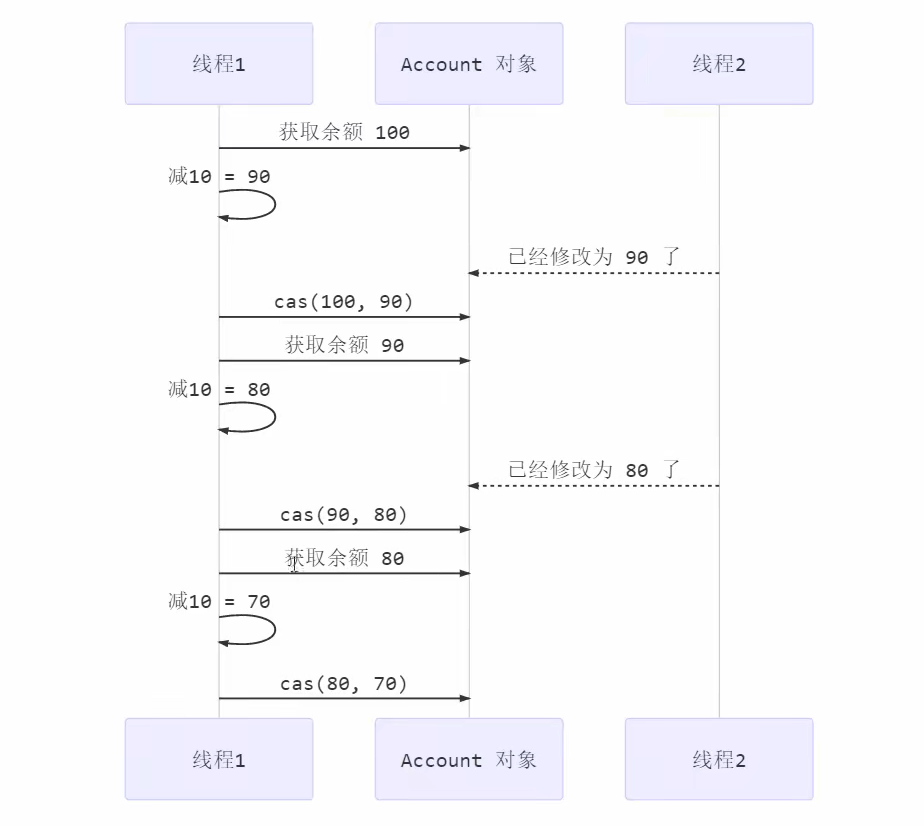 线程1
Account 对象
线程2
获取余额 100
减10 = 90
已经修改为 90 了
cas(100, 90)
获取余额 90
减10 = 80
已经修改为 80 了
cas(90, 80)
获取余额 80
减10 = 70
cas(80, 70)
线程1
Account 对象
线程2